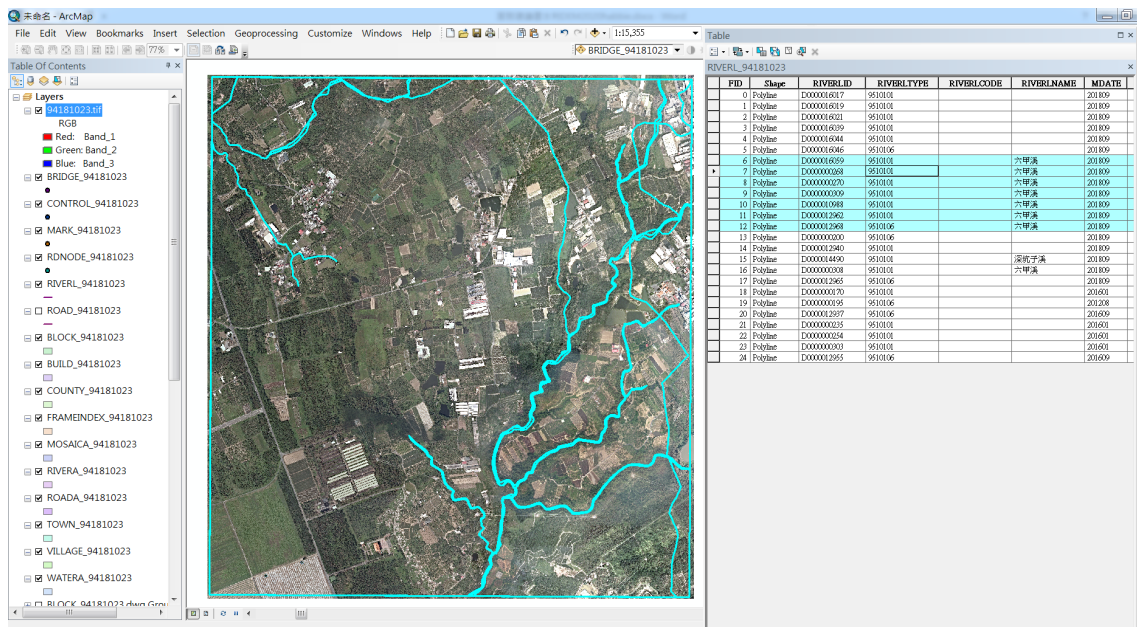 未命名 - ArcMap
File Edit View Bookmarks Insert Selection Geoprocessing Customize Windows Help
1:15,355
77%
BRIDGE_94181023
Table Of Contents
Layers
94181023.tif
RGB
Red: Band_1
Green: Band_2
Blue: Band_3
BRIDGE_94181023
CONTROL_94181023
MARK_94181023
RDNODE_94181023
RIVERL_94181023
ROAD_94181023
BLOCK_94181023
BUILD_94181023
COUNTY_94181023
FRAMEINDEX_94181023
MOSAICA_94181023
RIVERA_94181023
ROADA_94181023
TOWN_94181023
VILLAGE_94181023
WATERA_94181023
BLOCK_94181023.dwg Grou
Table
RIVERL_94181023
FID Shape RIVERLID RIVERLTYPE RIVERLCODE RIVERLNAME MDATE
0 Polyline D0000016017 9510101 201809
1 Polyline D0000016019 9510101 201809
2 Polyline D0000016021 9510101 201809
3 Polyline D0000016039 9510101 201809
4 Polyline D0000016044 9510101 201809
5 Polyline D0000016046 9510106 201809
6 Polyline D0000016059 9510101 六甲溪 201809
7 Polyline D0000000268 9510101 六甲溪 201809
8 Polyline D0000000270 9510101 六甲溪 201809
9 Polyline D0000000309 9510101 六甲溪 201809
10 Polyline D0000010988 9510101 六甲溪 201809
11 Polyline D0000012962 9510101 六甲溪 201809
12 Polyline D0000012968 9510106 六甲溪 201809
13 Polyline D0000000200 9510106 201809
14 Polyline D0000012940 9510101 201809
15 Polyline D0000014490 9510101 深坑子溪 201809
16 Polyline D0000000308 9510101 六甲溪 201809
17 Polyline D0000012965 9510106 201809
18 Polyline D0000000170 9510101 201601
19 Polyline D0000000195 9510106 201208
20 Polyline D0000012937 9510106 201609
21 Polyline D0000000235 9510101 201601
22 Polyline D0000000254 9510101 201601
23 Polyline D0000000303 9510101 201601
24 Polyline D0000012955 9510106 201609